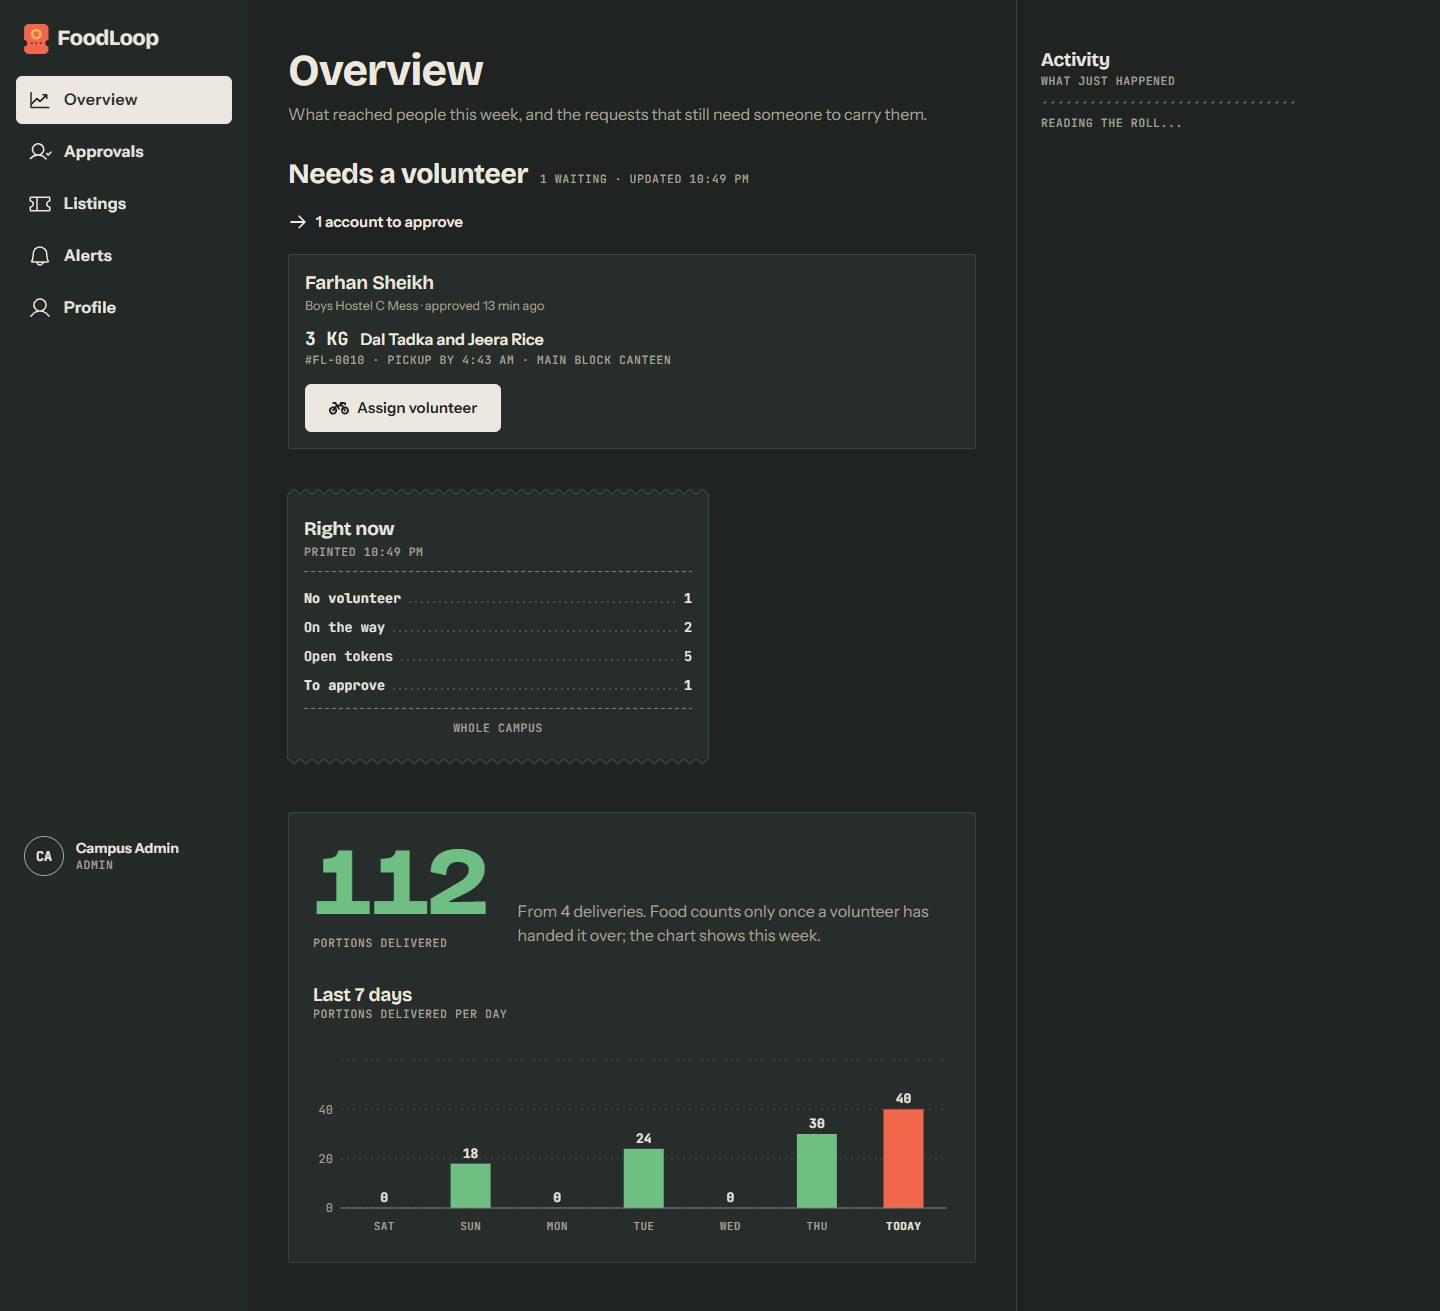 FoodLoop
Overview
Approvals
Listings
Alerts
Profile
CA
Campus Admin
ADMIN
Overview
What reached people this week, and the requests that still need someone to carry them.
Needs a volunteer 1 WAITING · UPDATED 10:49 PM
→ 1 account to approve
Farhan Sheikh
Boys Hostel C Mess · approved 13 min ago
3 KG Dal Tadka and Jeera Rice
#FL-0010 · PICKUP BY 4:43 AM · MAIN BLOCK CANTEEN
Assign volunteer
Right now
PRINTED 10:49 PM
No volunteer 1
On the way 2
Open tokens 5
To approve 1
WHOLE CAMPUS
112
PORTIONS DELIVERED
From 4 deliveries. Food counts only once a volunteer has
handed it over; the chart shows this week.
Last 7 days
PORTIONS DELIVERED PER DAY
40
20
0
0 18 0 24 0 30 40
SAT SUN MON TUE WED THU TODAY
Activity
WHAT JUST HAPPENED
READING THE ROLL...